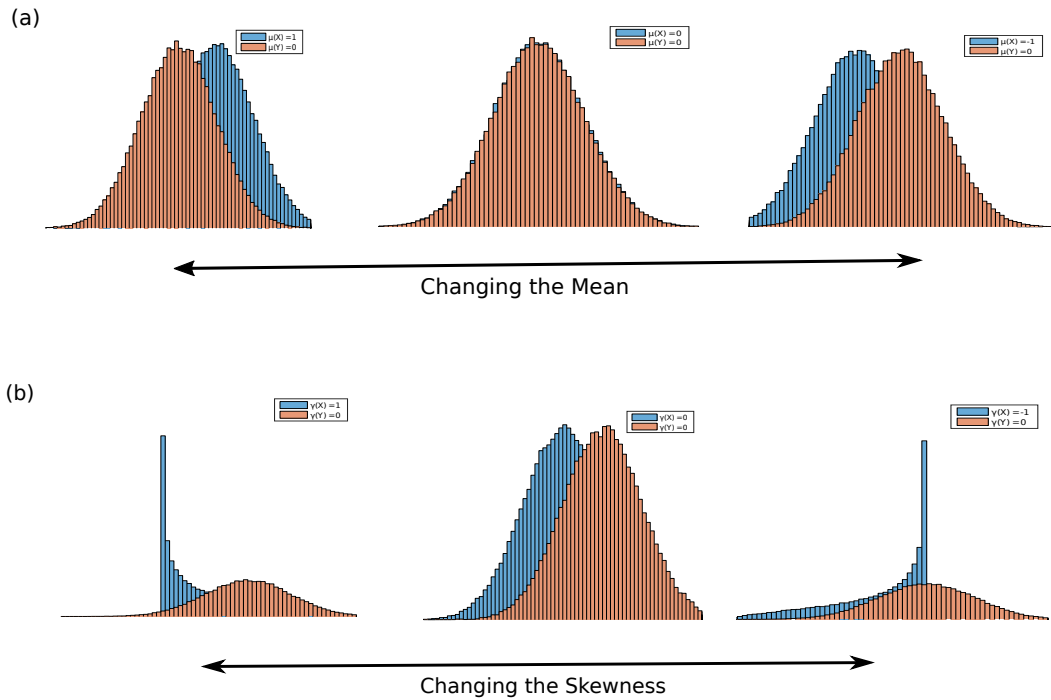 (a)
μ(X)=1
μ(Y)=0
μ(X)=0
μ(Y)=0
μ(X)=-1
μ(Y)=0
Changing the Mean
(b)
γ(X)=1
γ(Y)=0
γ(X)=0
γ(Y)=0
γ(X)=-1
γ(Y)=0
Changing the Skewness